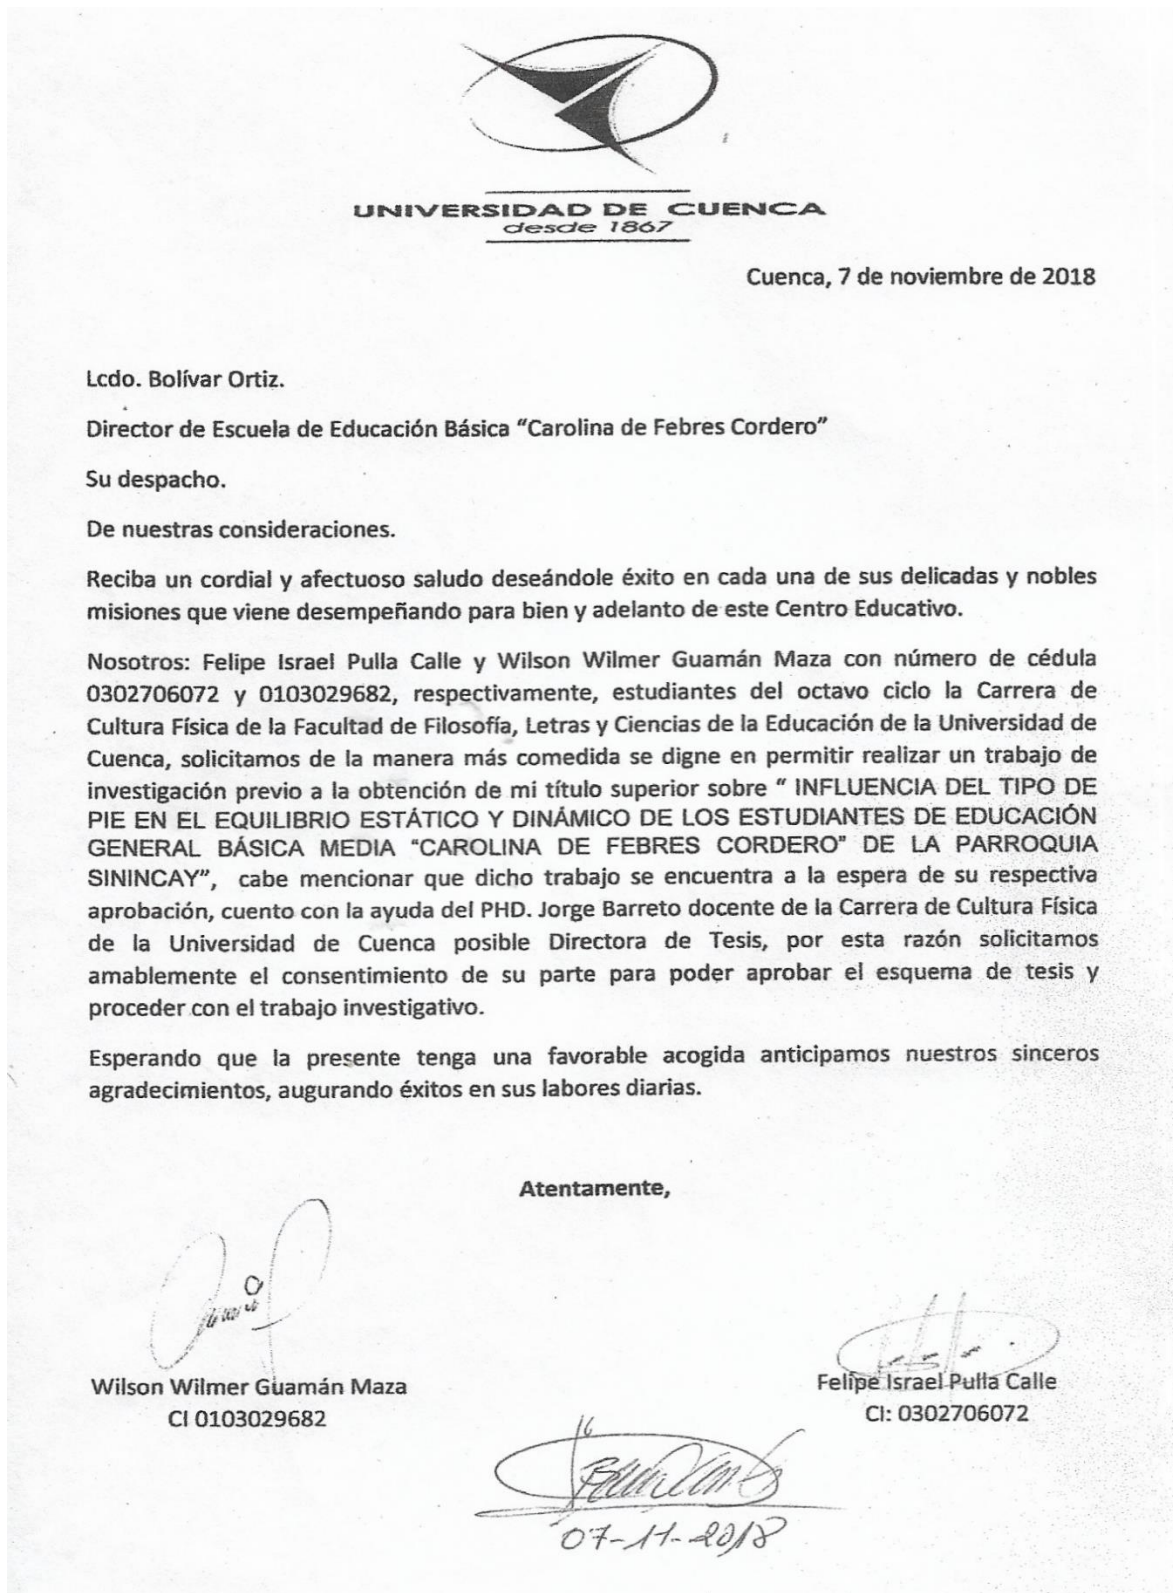 UNIVERSIDAD DE CUENCA
desde 1867
Cuenca, 7 de noviembre de 2018
Lcdo. Bolívar Ortiz.
Director de Escuela de Educación Básica “Carolina de Febres Cordero”
Su despacho.
De nuestras consideraciones.
Reciba un cordial y afectuoso saludo deseándole éxito en cada una de sus delicadas y nobles
misiones que viene desempeñando para bien y adelanto de este Centro Educativo.
Nosotros: Felipe Israel Pulla Calle y Wilson Wilmer Guamán Maza con número de cédula
0302706072 y 0103029682, respectivamente, estudiantes del octavo ciclo la Carrera de
Cultura Física de la Facultad de Filosofía, Letras y Ciencias de la Educación de la Universidad de
Cuenca, solicitamos de la manera más comedida se digne en permitir realizar un trabajo de
investigación previo a la obtención de mi título superior sobre “ INFLUENCIA DEL TIPO DE
PIE EN EL EQUILIBRIO ESTÁTICO Y DINÁMICO DE LOS ESTUDIANTES DE EDUCACIÓN
GENERAL BÁSICA MEDIA “CAROLINA DE FEBRES CORDERO” DE LA PARROQUIA
SININCAY”, cabe mencionar que dicho trabajo se encuentra a la espera de su respectiva
aprobación, cuento con la ayuda del PHD. Jorge Barreto docente de la Carrera de Cultura Física
de la Universidad de Cuenca posible Directora de Tesis, por esta razón solicitamos
amablemente el consentimiento de su parte para poder aprobar el esquema de tesis y
proceder con el trabajo investigativo.
Esperando que la presente tenga una favorable acogida anticipamos nuestros sinceros
agradecimientos, augurando éxitos en sus labores diarias.
Atentamente,
Wilson Wilmer Guamán Maza
CI 0103029682
Felipe Israel Pulla Calle
CI: 0302706072
07-11-2018